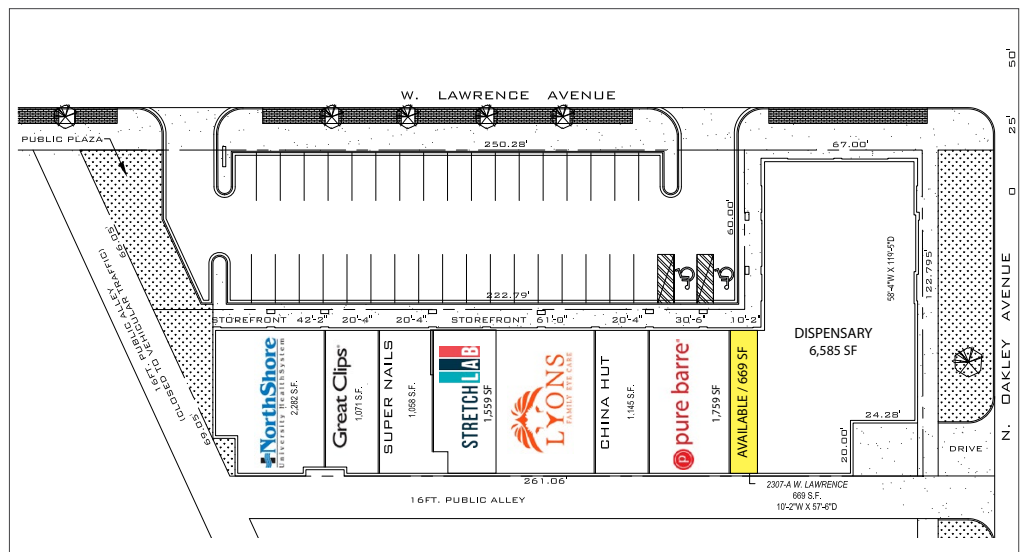 W. LAWRENCE AVENUE
50'
25'
0
PUBLIC PLAZA
250.28'
67.00'
60.00'
122.795'
58'-4"W X 119'-5"D
N. OAKLEY AVENUE
16FT. PUBLIC ALLEY
(CLOSED TO VEHICULAR TRAFFIC)
66.05'
69.05'
222.79'
STOREFRONT 42'-2" 20'-4" 20'-4" STOREFRONT 61'-0" 20'-4" 30'-6" 10'-2"
NorthShore
University HealthSystem
2,282 S.F.
Great Clips®
1,071 S.F.
SUPER NAILS
1,058 S.F.
STRETCHLAB
1,559 SF
LYONS
FAMILY EYE CARE
CHINA HUT
1,145 S.F.
p pure barre®
1,759 SF
AVAILABLE / 669 SF
DISPENSARY
6,585 SF
24.28'
20.00'
DRIVE
261.06'
16FT. PUBLIC ALLEY
2307-A W. LAWRENCE
669 S.F.
10'-2"W X 57'-6"D